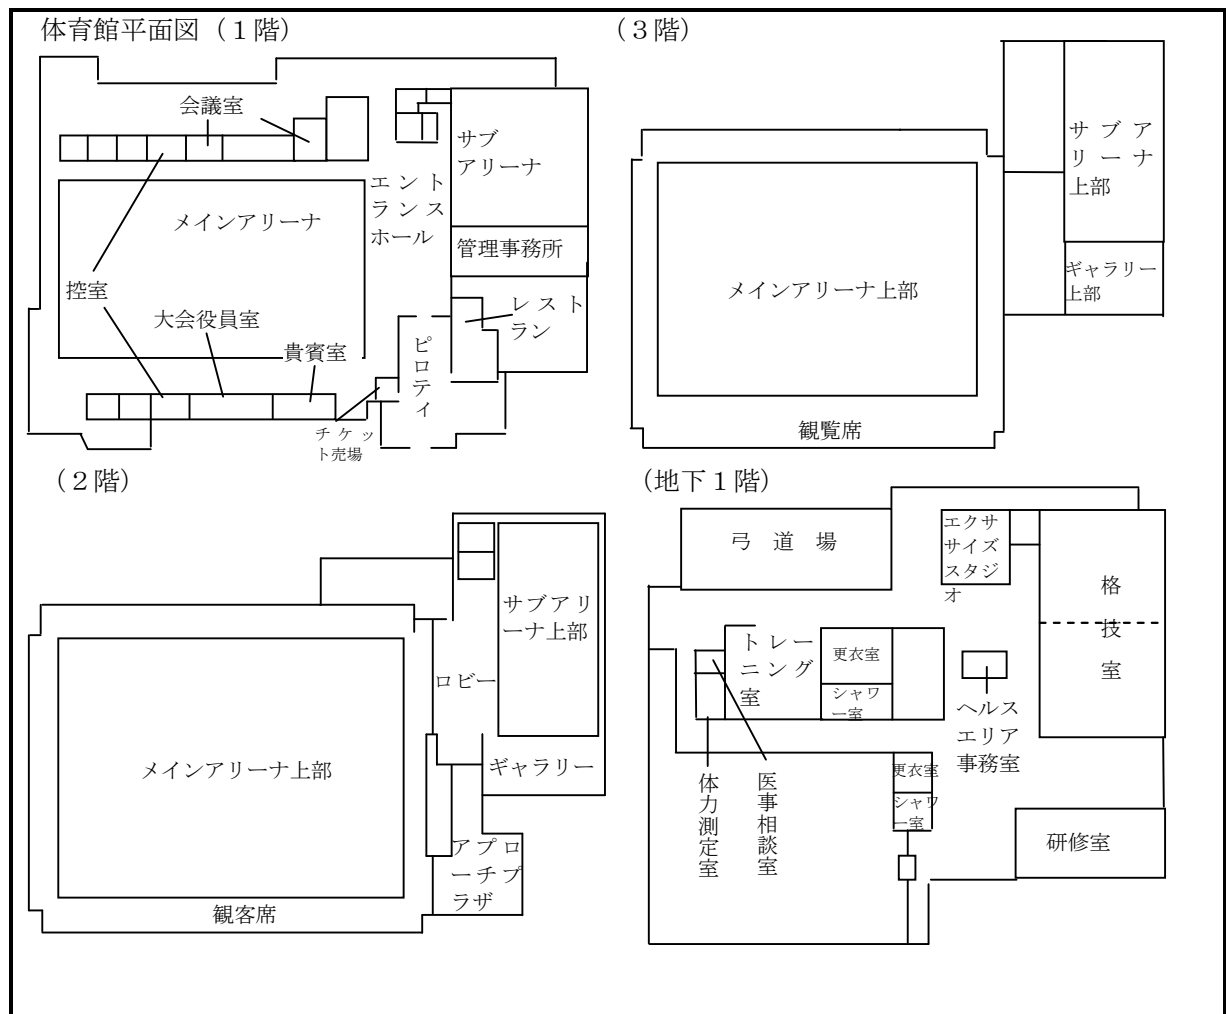 体育館平面図（１階）
会議室
サブ
アリーナ
エント
ランス
ホール
メインアリーナ
管理事務所
控室
大会役員室
貴賓室
レスト
ラン
ピロティ
チケッ
ト売場
（３階）
サブア
リーナ
上部
メインアリーナ上部
ギャラリー
上部
観覧席
（２階）
サブアリ
ーナ上部
ロビー
メインアリーナ上部
ギャラリー
アプロ
ーチプ
ラザ
観客席
（地下１階）
弓道場
エクサ
サイズ
スタジ
オ
格技室
トレー
ニング
室
更衣室
シャワ
ー室
ヘルス
エリア
事務室
体力測定室
医事相談室
更衣室
シャワ
ー室
研修室